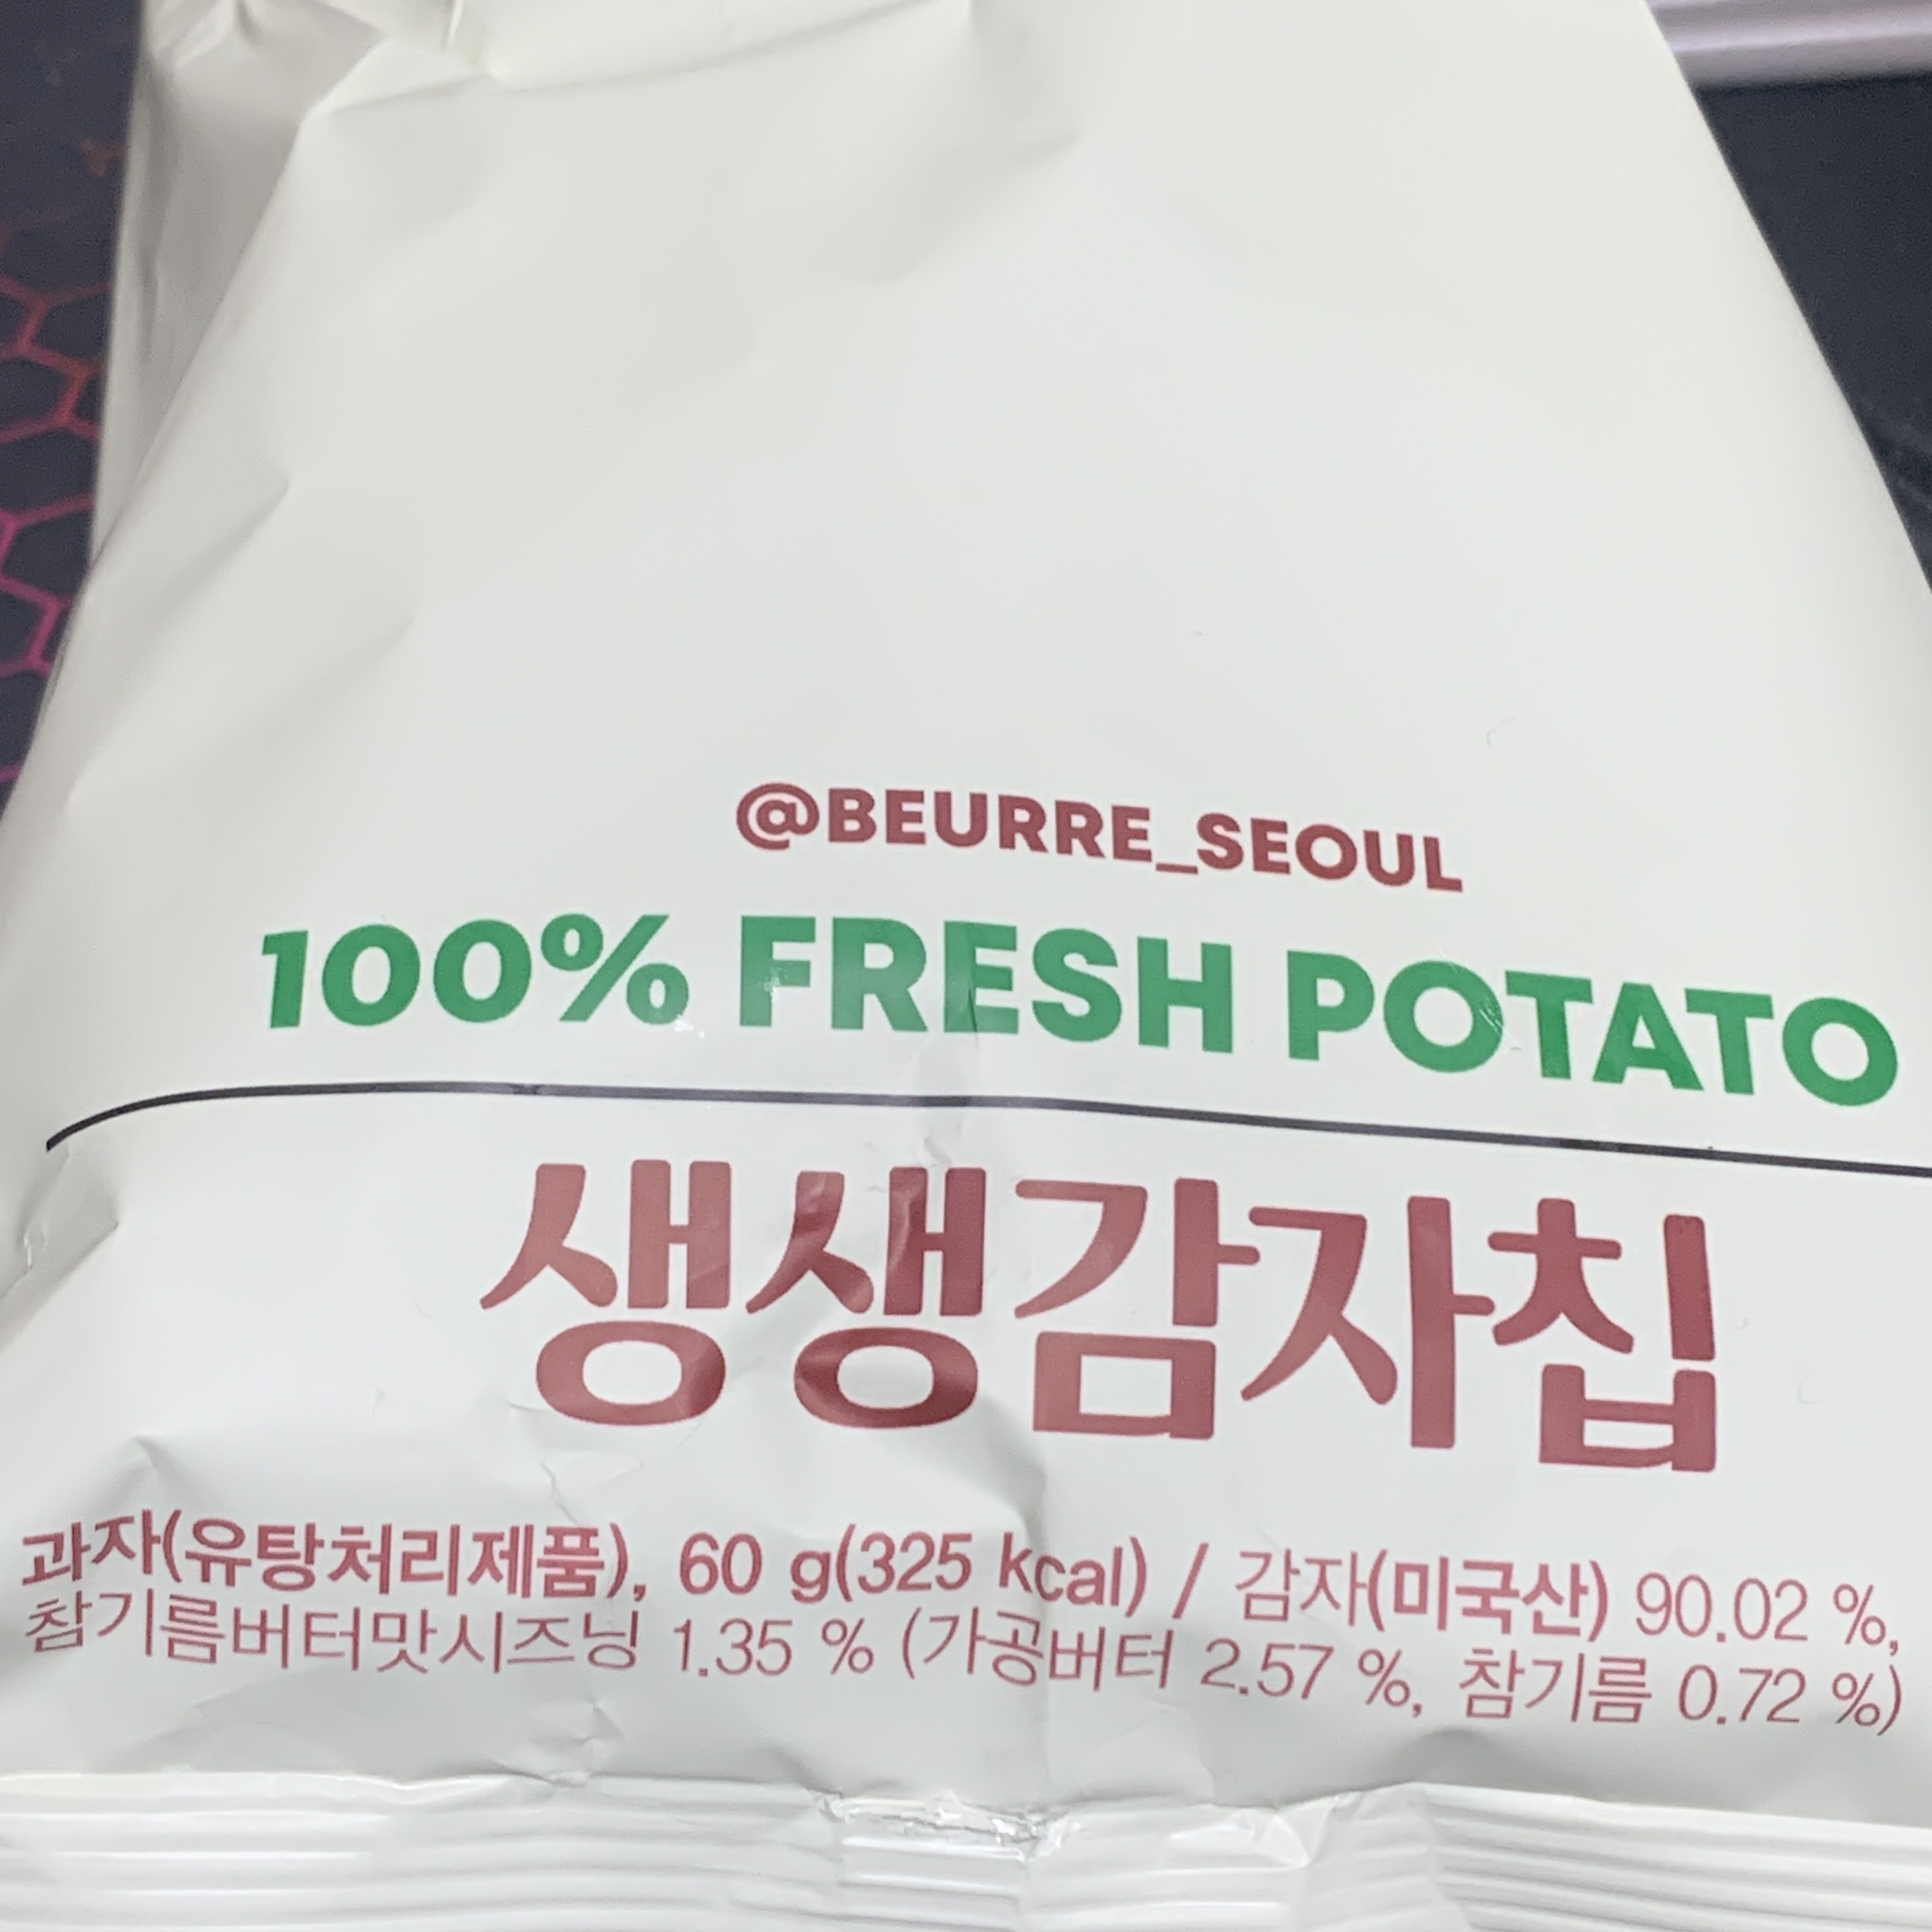 @BEURRE_SEOUL
100% FRESH POTATO
생생감자칩
과자(유탕처리제품), 60 g(325 kcal) / 감자(미국산) 90.02 %,
참기름버터맛시즈닝 1.35 % (가공버터 2.57 %, 참기름 0.72 %)